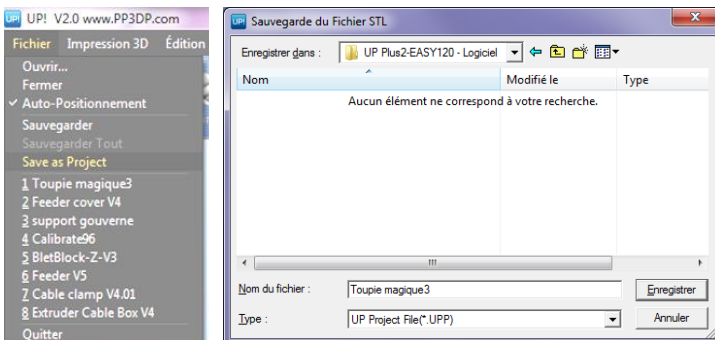 UP! UP! V2.0 www.PP3DP.com
Fichier Impression 3D Édition
Ouvrir...
Fermer
Auto-Positionnement
Sauvegarder
Sauvegarder Tout
Save as Project
1 Toupie magique3
2 Feeder cover V4
3 support gouverne
4 Calibrate96
5 BletBlock-Z-V3
6 Feeder V5
7 Cable clamp V4.01
8 Extruder Cable Box V4
Quitter
UP! Sauvegarde du Fichier STL
Enregistrer dans : UP Plus2-EASY120 - Logiciel
Nom Modifié le Type
Aucun élément ne correspond à votre recherche.
Nom du fichier : Toupie magique3 Enregistrer
Type : UP Project File(*.UPP) Annuler